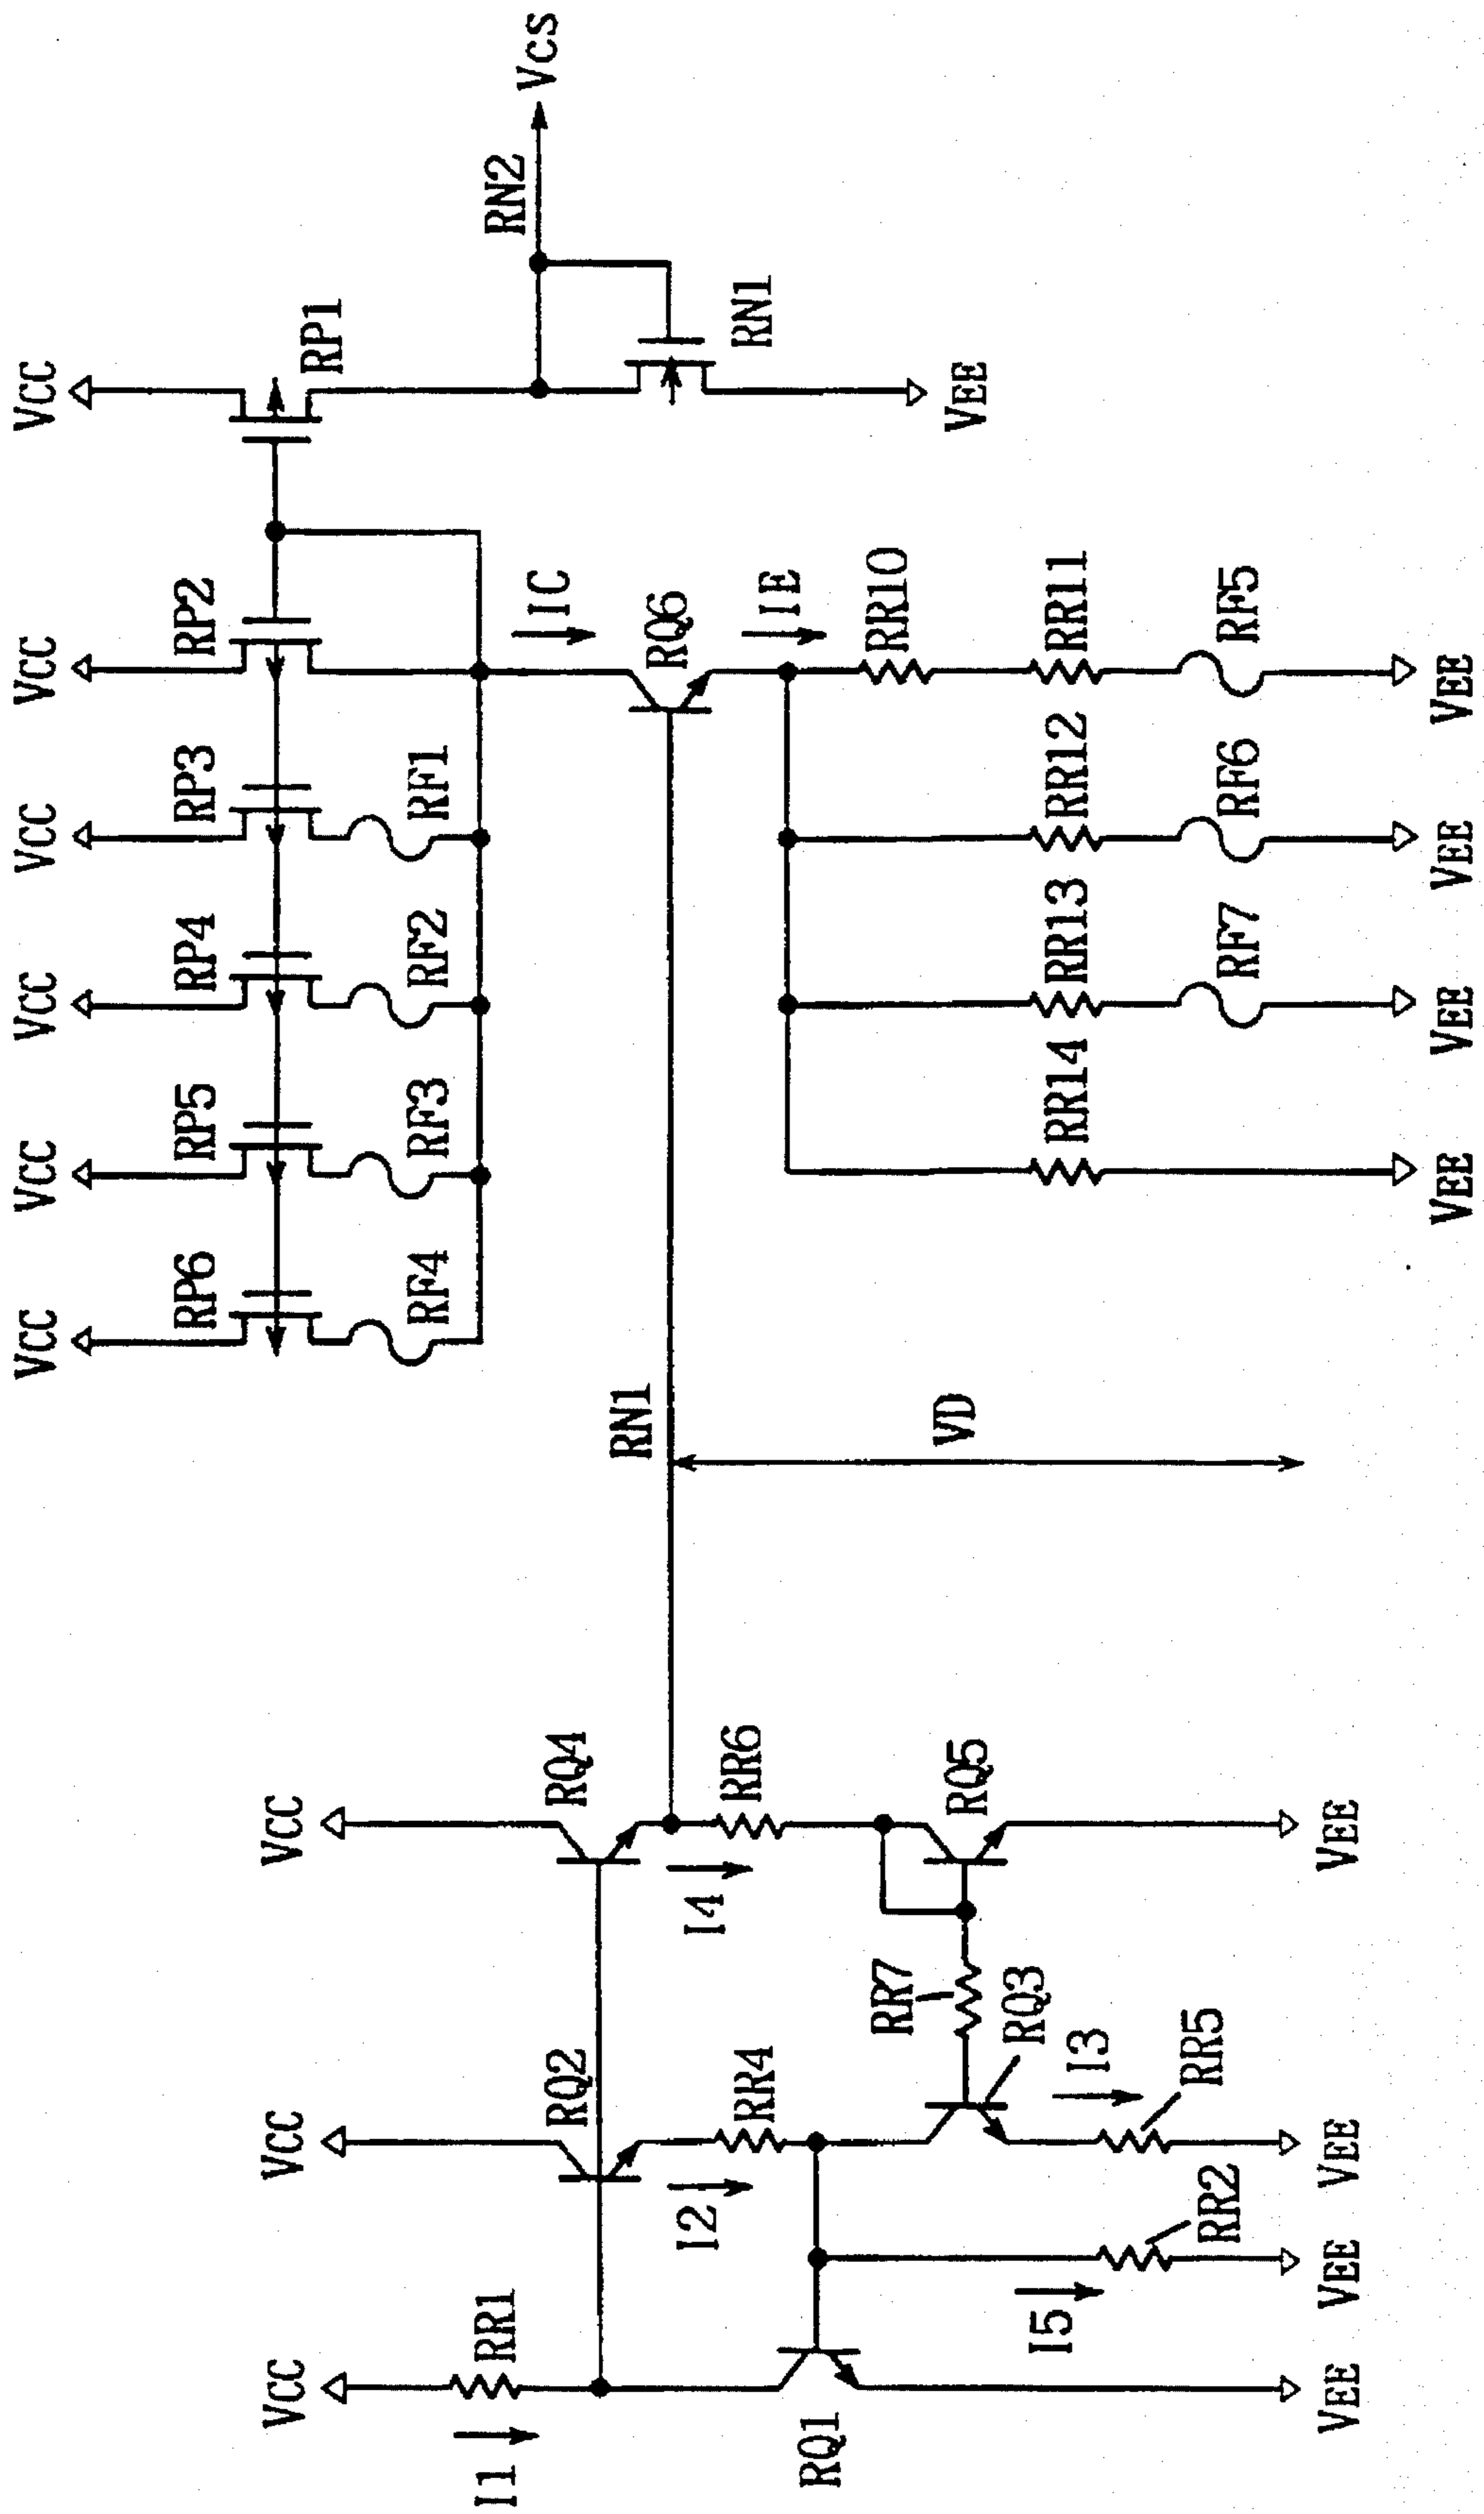 VCC
VCC
VCC
VCC
VCC
VCC
RP6
RP5
RP4
RP3
RP2
RP1
VCC
VCC
VCC
RF4
RF3
RF2
RF1
I1
RR1
RN2
VCS
IC
RQ2
RQ4
RN1
RQ6
I2
RR4
I4
RR6
RN1
IE
RQ1
RR7
RR10
VD
RQ5
VEE
RQ3
I5
I3
RR14
RR13
RR12
RR11
RR2
RR5
RF7
RF6
RF5
VEE
VEE
VEE
VEE
VEE
VEE
VEE
VEE